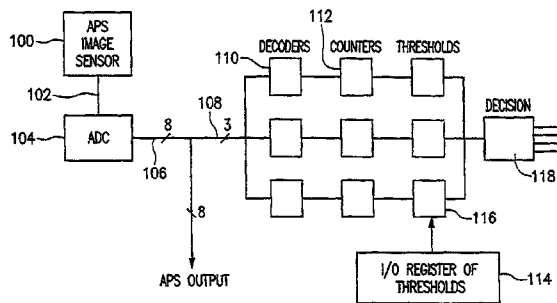 100
APS
IMAGE
SENSOR
102
104
ADC
106
8
108
3
8
APS OUTPUT
110
112
DECODERS
COUNTERS
THRESHOLDS
DECISION
118
116
I/O REGISTER OF
THRESHOLDS
114